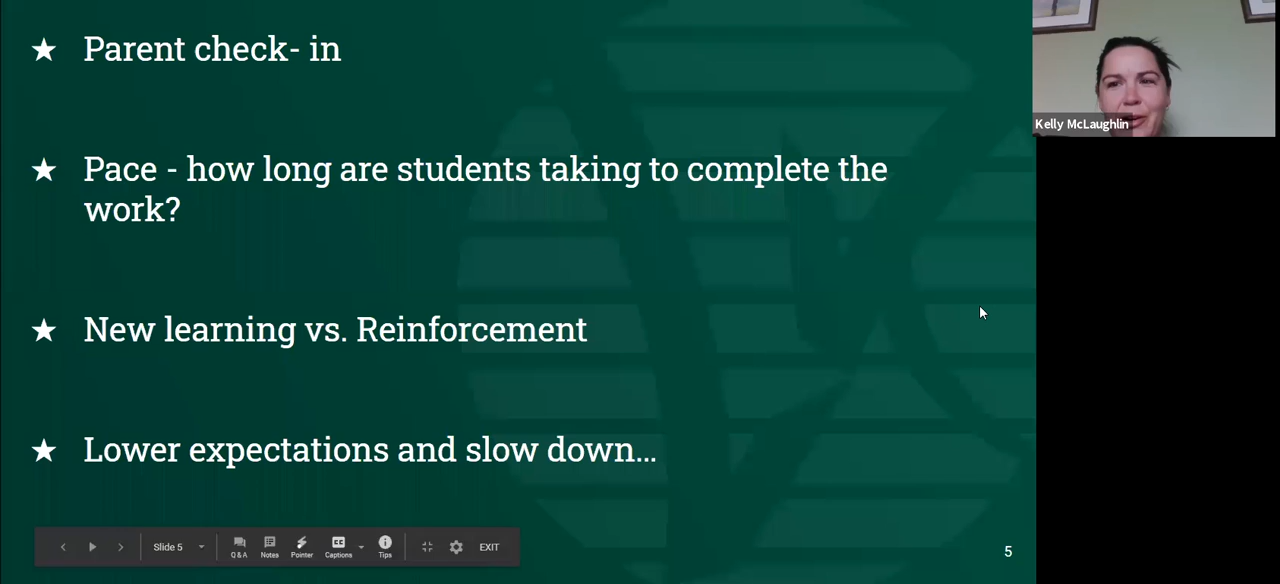 ★ Parent check- in
★ Pace - how long are students taking to complete the
work?
★ New learning vs. Reinforcement
★ Lower expectations and slow down...
Kelly McLaughlin
Slide 5
Q & A
Notes
Pointer
CC
Captions
Tips
EXIT
5